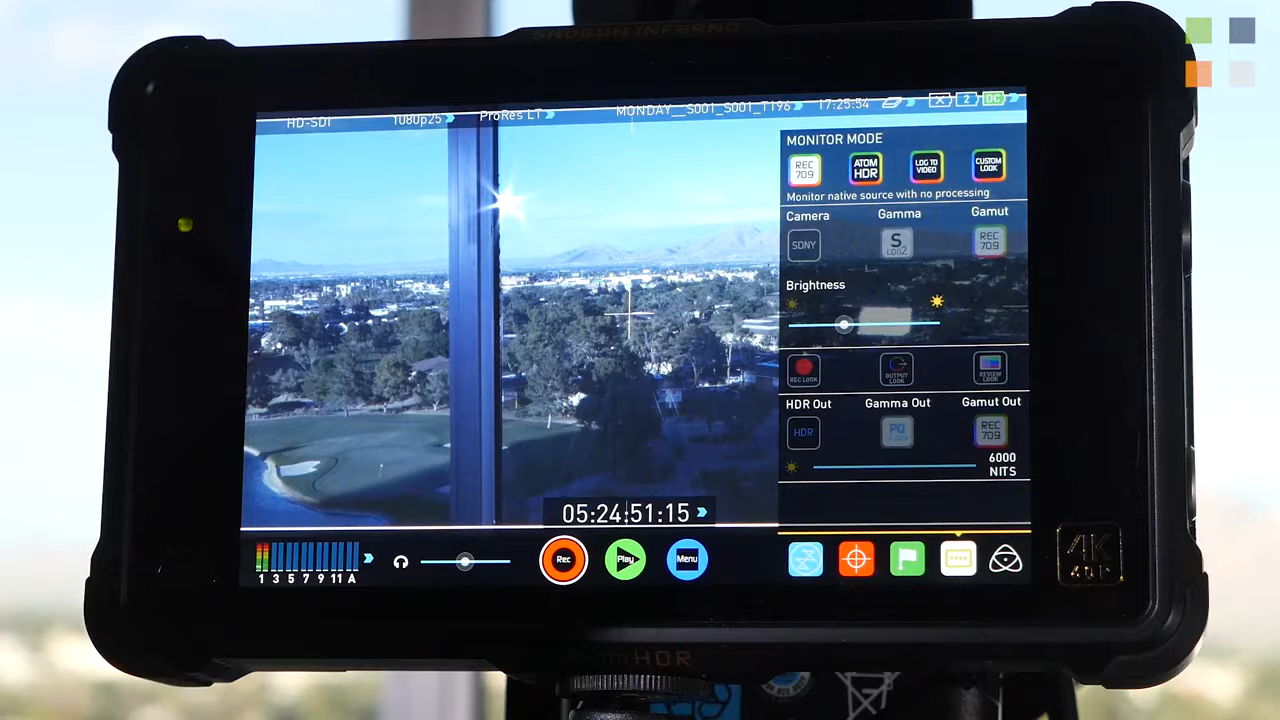 SHOGUN INFERNO
HD-SDI 1080p25 ProRes LT MONDAY__S001_S001_T196 17:25:54 X 2 DC
MONITOR MODE
REC 709 ATOM HDR LOG TO VIDEO CUSTOM LOOK
Monitor native source with no processing
Camera Gamma Gamut
SONY S LOG2 REC 709
Brightness
REC LOOK OUTPUT LOOK REVIEW LOOK
HDR Out Gamma Out Gamut Out
HDR PQ REC 709
6000
NITS
05:24:51:15
Rec Play Menu
1 3 5 7 9 11 A
4K
HDR